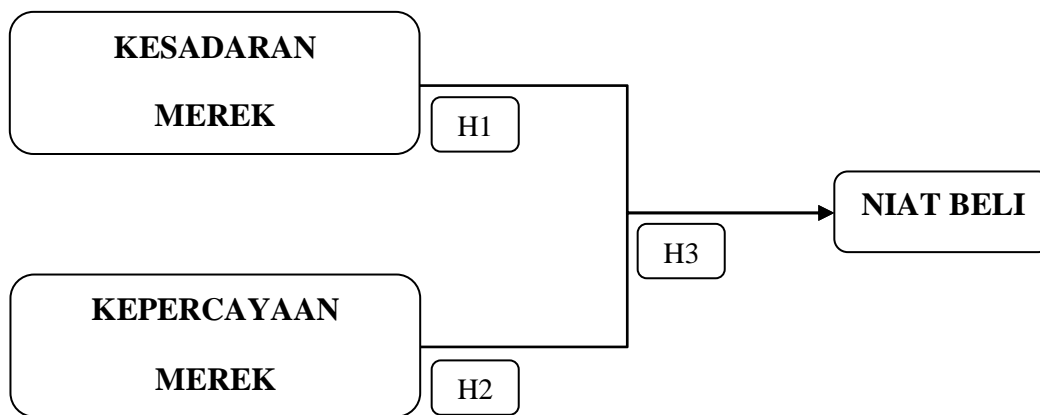 KESADARAN
MEREK
H1
NIAT BELI
H3
KEPERCAYAAN
MEREK
H2